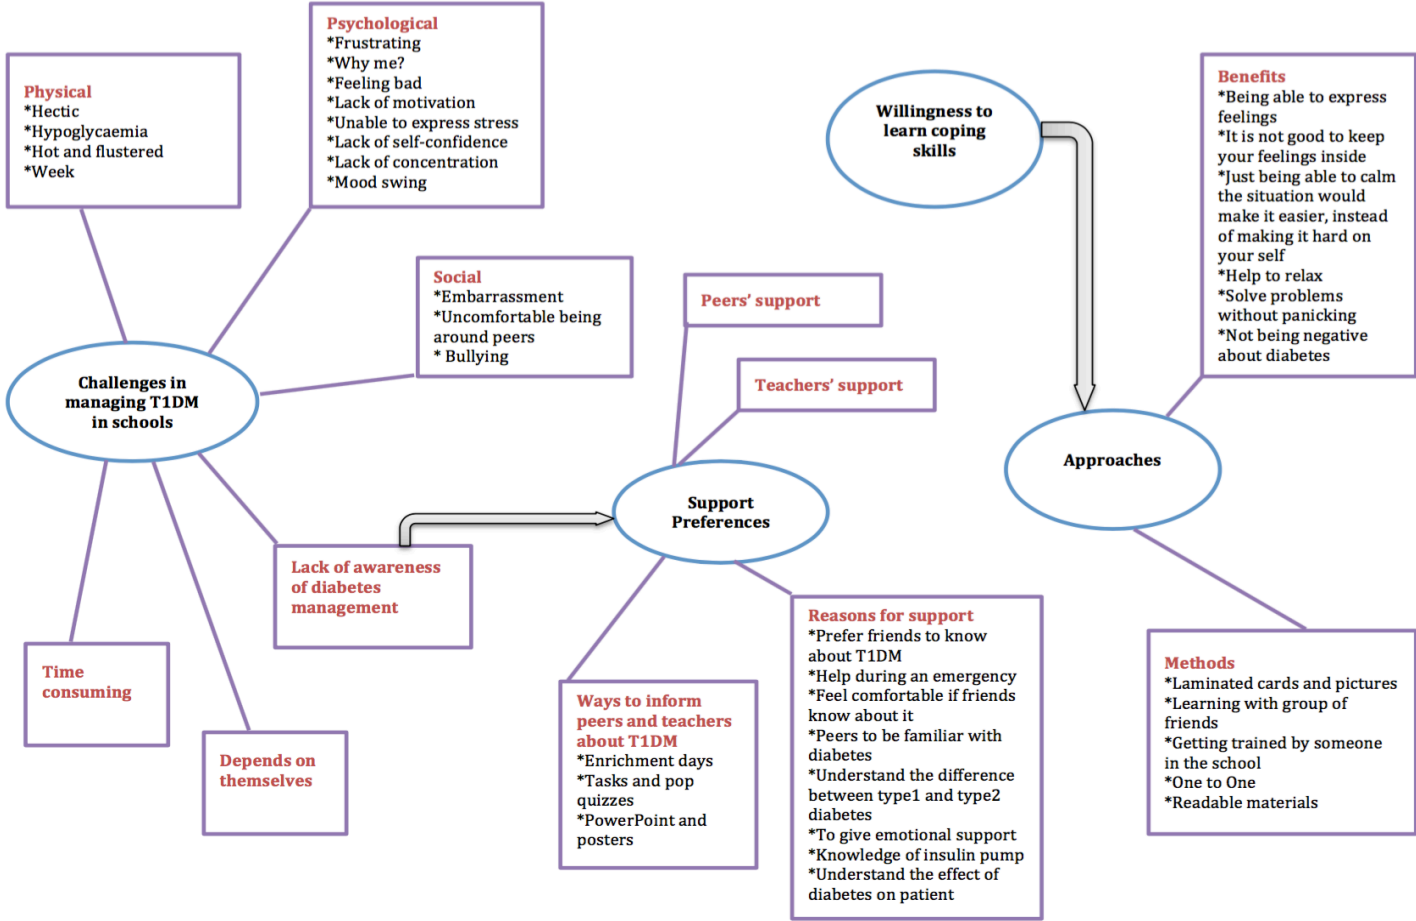 Physical
*Hectic
*Hypoglycaemia
*Hot and flustered
*Week
Psychological
*Frustrating
*Why me?
*Feeling bad
*Lack of motivation
*Unable to express stress
*Lack of self-confidence
*Lack of concentration
*Mood swing
Social
*Embarrassment
*Uncomfortable being
around peers
* Bullying
Challenges in
managing T1DM
in schools
Time
consuming
Depends on
themselves
Lack of awareness
of diabetes
management
Peers’ support
Teachers’ support
Support
Preferences
Ways to inform
peers and teachers
about T1DM
*Enrichment days
*Tasks and pop
quizzes
*PowerPoint and
posters
Reasons for support
*Prefer friends to know
about T1DM
*Help during an emergency
*Feel comfortable if friends
know about it
*Peers to be familiar with
diabetes
*Understand the difference
between type1 and type2
diabetes
*To give emotional support
*Knowledge of insulin pump
*Understand the effect of
diabetes on patient
Willingness to
learn coping
skills
Approaches
Benefits
*Being able to express
feelings
*It is not good to keep
your feelings inside
*Just being able to calm
the situation would
make it easier, instead
of making it hard on
your self
*Help to relax
*Solve problems
without panicking
*Not being negative
about diabetes
Methods
*Laminated cards and pictures
*Learning with group of
friends
*Getting trained by someone
in the school
*One to One
*Readable materials